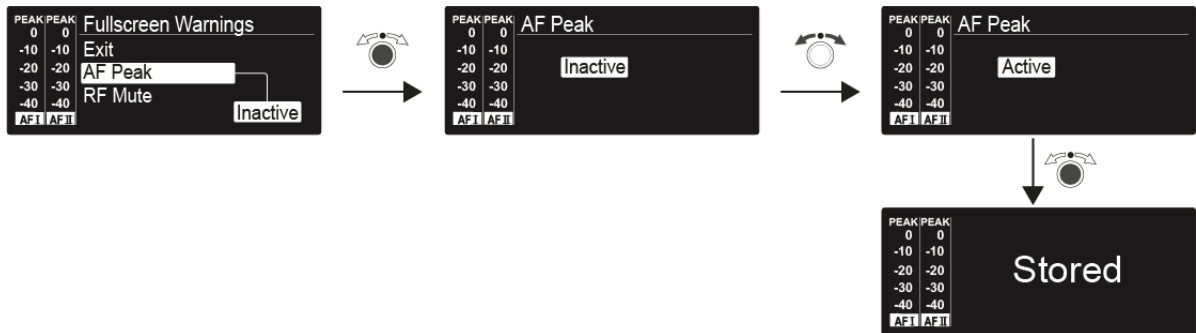 PEAK PEAK Fullscreen Warnings
0 0
-10 -10 Exit
-20 -20 AF Peak
-30 -30 RF Mute
-40 -40 Inactive
AF I AF II
PEAK PEAK AF Peak
0 0
-10 -10
-20 -20 Inactive
-30 -30
-40 -40
AF I AF II
PEAK PEAK AF Peak
0 0
-10 -10
-20 -20 Active
-30 -30
-40 -40
AF I AF II
PEAK PEAK
0 0
-10 -10
-20 -20 Stored
-30 -30
-40 -40
AF I AF II